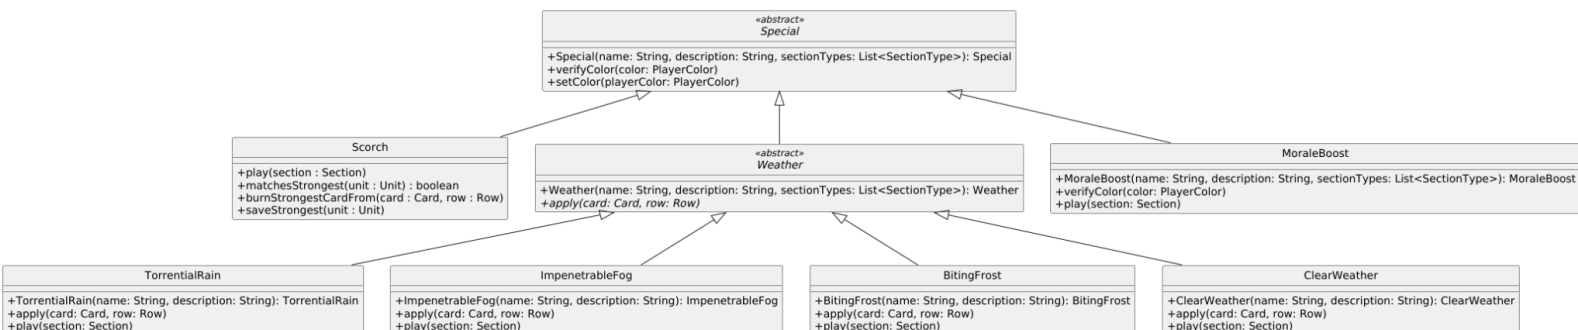 «abstract»
Special
+Special(name: String, description: String, sectionTypes: List<SectionType>): Special
+verifyColor(color: PlayerColor)
+setColor(playerColor: PlayerColor)
Scorch
+play(section : Section)
+matchesStrongest(unit : Unit) : boolean
+burnStrongestCardFrom(card : Card, row : Row)
+saveStrongest(unit : Unit)
«abstract»
Weather
+Weather(name: String, description: String, sectionTypes: List<SectionType>): Weather
+apply(card: Card, row: Row)
MoraleBoost
+MoraleBoost(name: String, description: String, sectionTypes: List<SectionType>): MoraleBoost
+verifyColor(color: PlayerColor)
+play(section: Section)
TorrentialRain
+TorrentialRain(name: String, description: String): TorrentialRain
+apply(card: Card, row: Row)
+play(section: Section)
ImpenetrableFog
+ImpenetrableFog(name: String, description: String): ImpenetrableFog
+apply(card: Card, row: Row)
+play(section: Section)
BitingFrost
+BitingFrost(name: String, description: String): BitingFrost
+apply(card: Card, row: Row)
+play(section: Section)
ClearWeather
+ClearWeather(name: String, description: String): ClearWeather
+apply(card: Card, row: Row)
+play(section: Section)